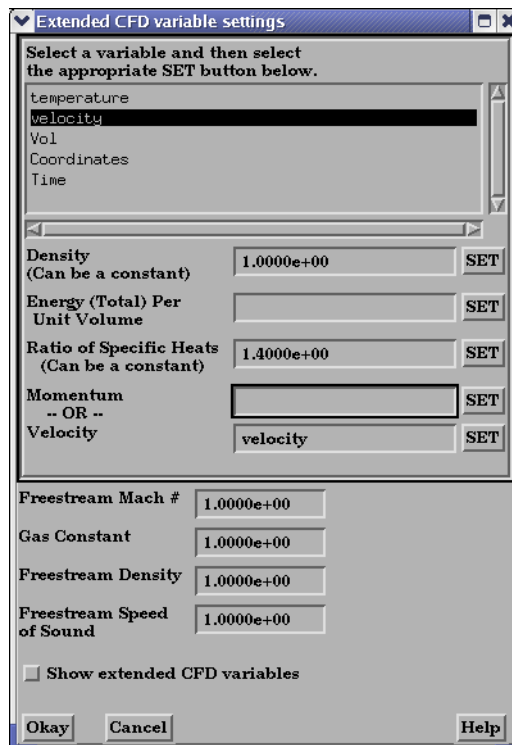 Extended CFD variable settings
Select a variable and then select
the appropriate SET button below.
temperature
velocity
Vol
Coordinates
Time
Density
(Can be a constant)
1.0000e+00
SET
Energy (Total) Per
Unit Volume
SET
Ratio of Specific Heats
(Can be a constant)
1.4000e+00
SET
Momentum
-- OR --
SET
Velocity
velocity
SET
Freestream Mach #
1.0000e+00
Gas Constant
1.0000e+00
Freestream Density
1.0000e+00
Freestream Speed
of Sound
1.0000e+00
Show extended CFD variables
Okay
Cancel
Help